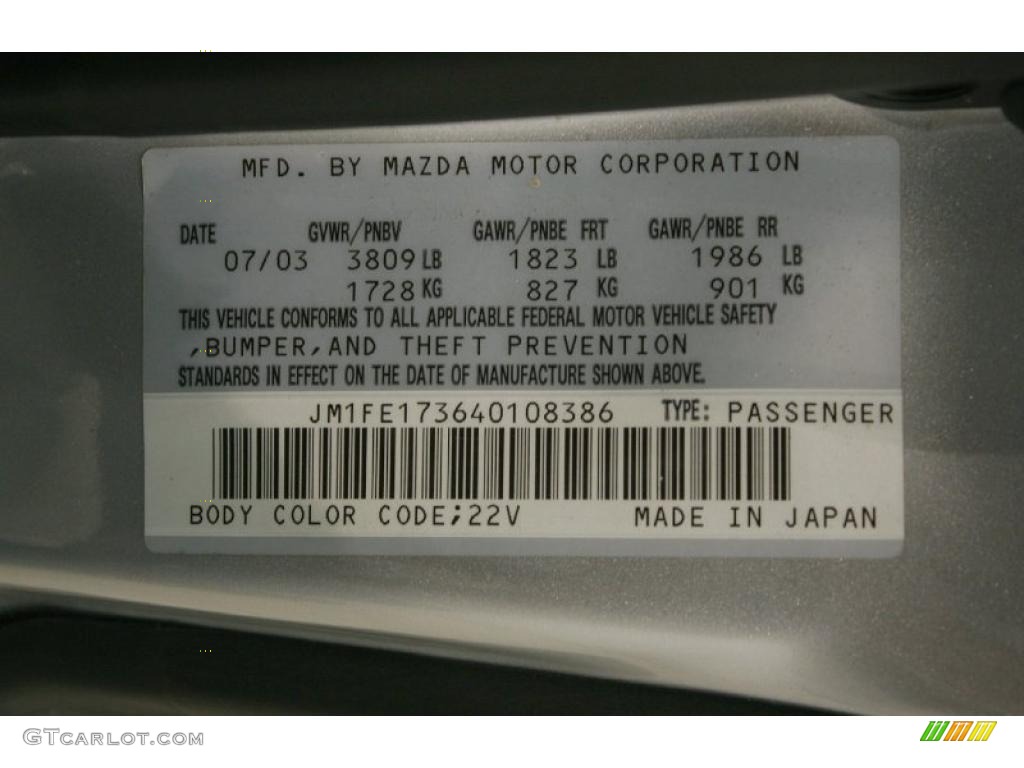 MFD. BY MAZDA MOTOR CORPORATION
DATE GVWR/PNBV GAWR/PNBE FRT GAWR/PNBE RR
07/03 3809 LB 1823 LB 1986 LB
1728 KG 827 KG 901 KG
THIS VEHICLE CONFORMS TO ALL APPLICABLE FEDERAL MOTOR VEHICLE SAFETY
,BUMPER,AND THEFT PREVENTION
STANDARDS IN EFFECT ON THE DATE OF MANUFACTURE SHOWN ABOVE.
JM1FE173640108386 TYPE: PASSENGER
BODY COLOR CODE;22V MADE IN JAPAN
GTCARLOT.COM